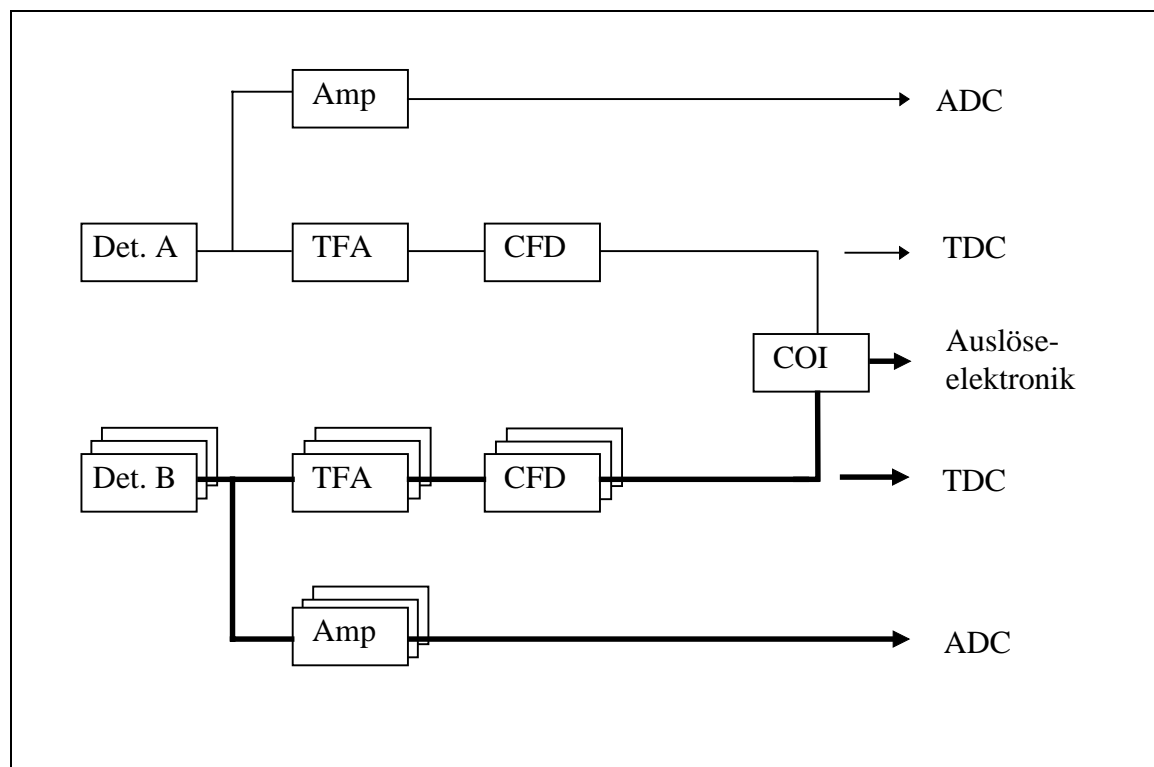 Amp
ADC
Det. A
TFA
CFD
TDC
COI
Auslöse-
elektronik
Det. B
TFA
CFD
TDC
Amp
ADC